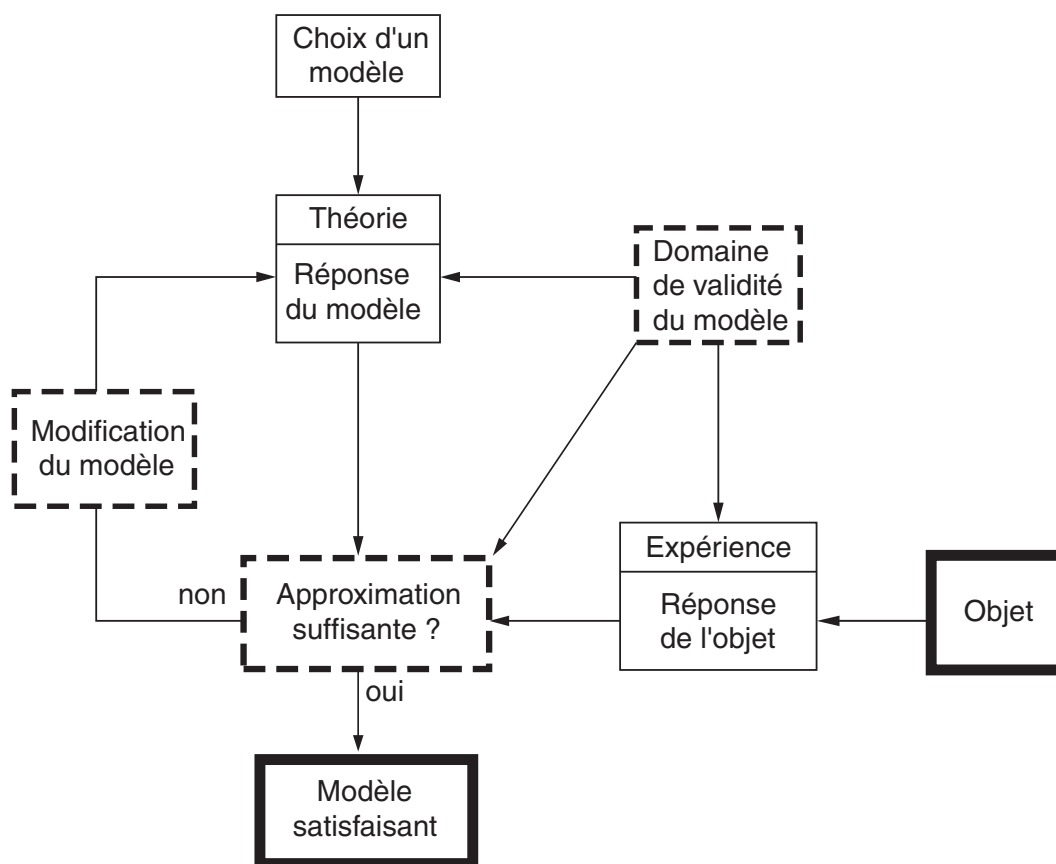 Choix d'un
modèle
Théorie
Réponse
du modèle
Domaine
de validité
du modèle
Modification
du modèle
Expérience
Réponse
de l'objet
Objet
non
Approximation
suffisante ?
oui
Modèle
satisfaisant